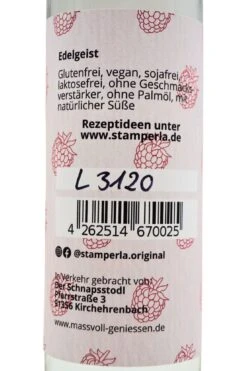 Edelgeist
Glutenfrei, vegan, sojafrei,
laktosefrei, ohne Geschmacks-
verstärker, ohne Palmöl, mit
natürlicher Süße
Rezeptideen unter
www.stamperla.de
L 3120
4 262514 670025
@stamperla.original
In Verkehr gebracht von:
Der Schnapsstodl
Pfarrstraße 3
91356 Kirchehrenbach
www.massvoll-geniessen.de